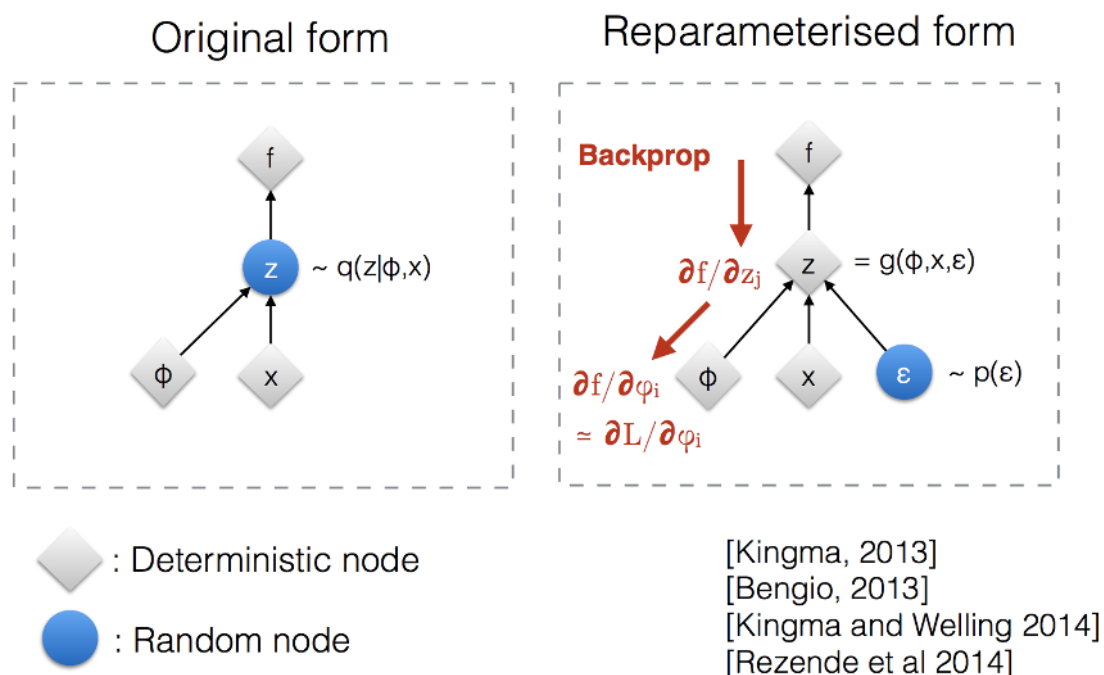 Original form
f
z
~ q(z|ϕ,x)
ϕ
x
Reparameterised form
Backprop
f
∂f/∂zⱼ
z
= g(ϕ,x,ε)
∂f/∂φᵢ
≃ ∂L/∂φᵢ
ϕ
x
ε
~ p(ε)
: Deterministic node
: Random node
[Kingma, 2013]
[Bengio, 2013]
[Kingma and Welling 2014]
[Rezende et al 2014]